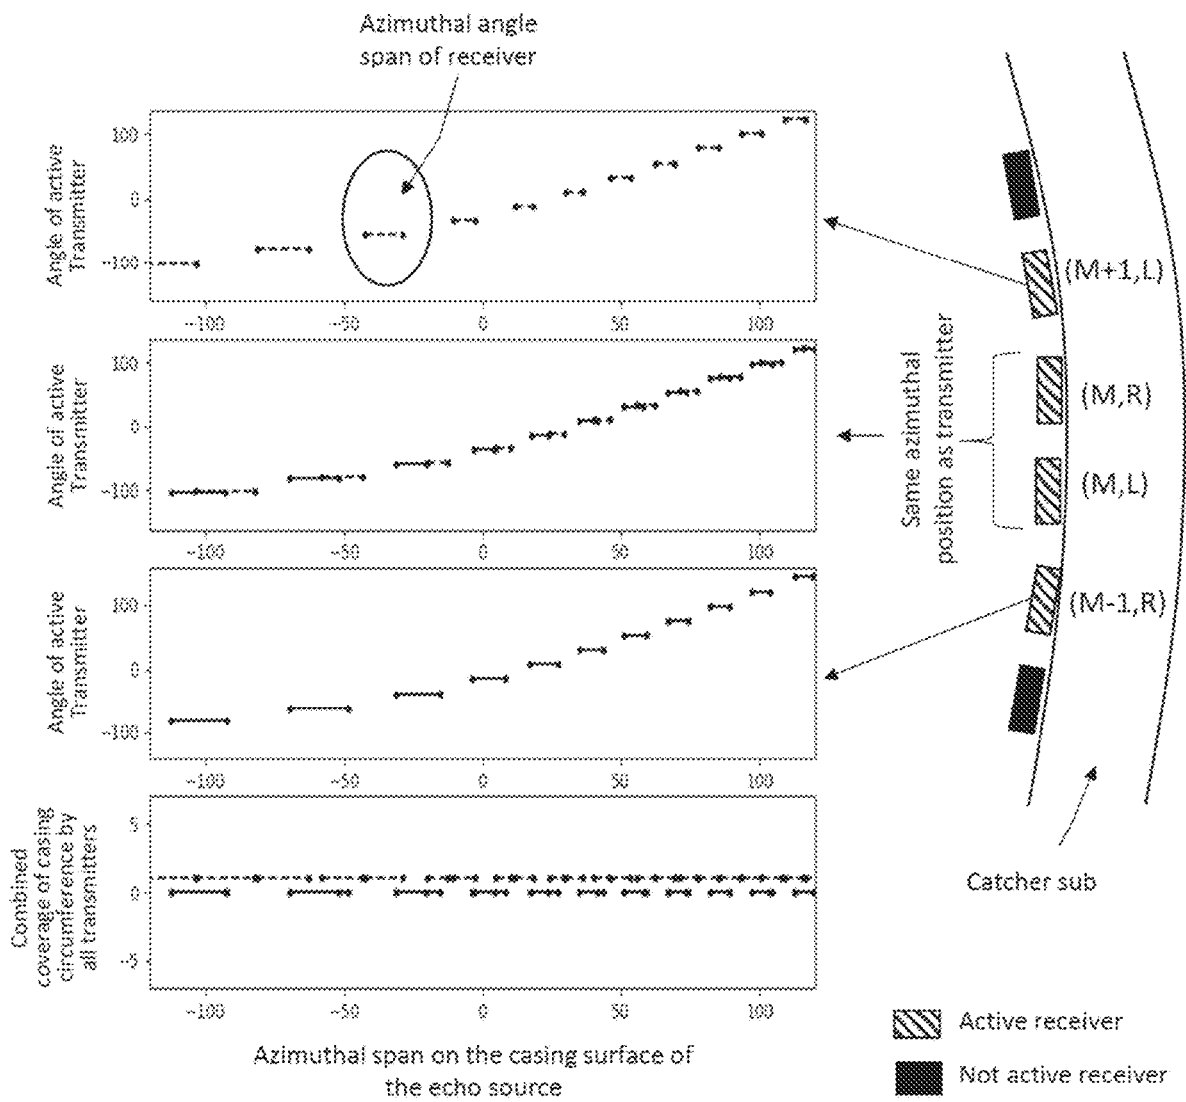 Azimuthal angle
span of receiver
Angle of active
Transmitter
100
0
-100
-100
-50
0
50
100
Angle of active
Transmitter
100
0
-100
-100
-50
0
50
100
Angle of active
Transmitter
100
0
-100
-100
-50
0
50
100
Combined
coverage of casing
circumference by
all transmitters
5
0
-5
-100
-50
0
50
100
Azimuthal span on the casing surface of
the echo source
Same azimuthal
position as transmitter
(M+1,L)
(M,R)
(M,L)
(M-1,R)
Catcher sub
Active receiver
Not active receiver